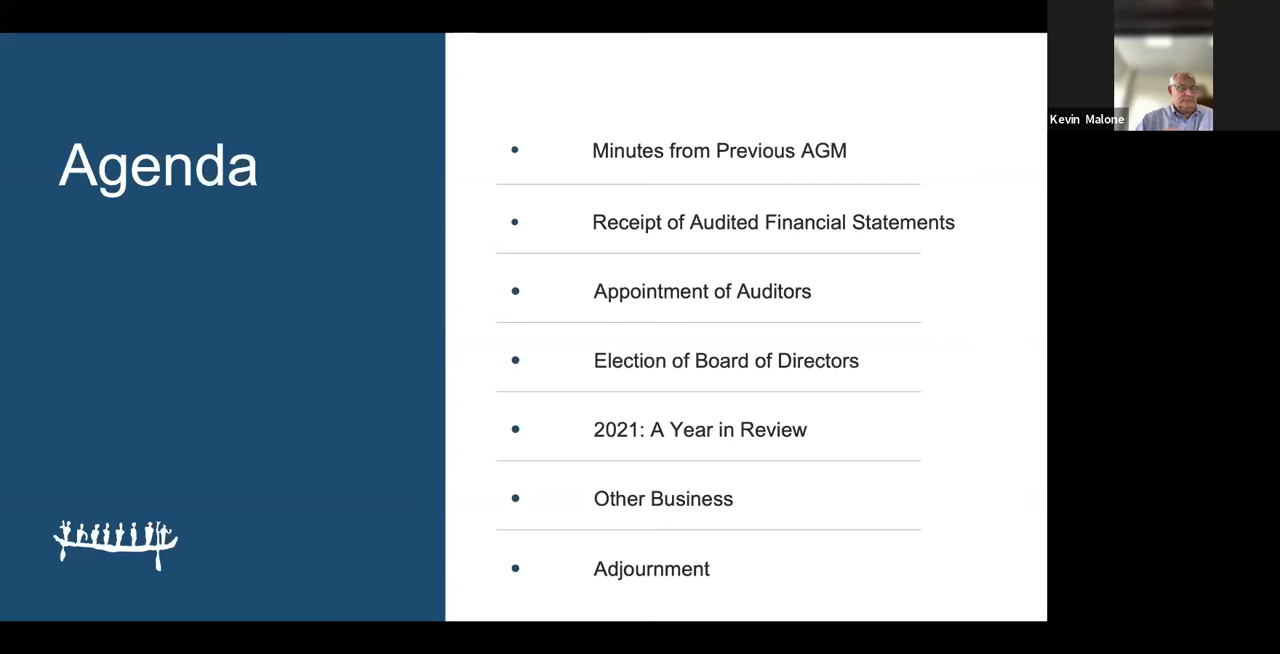 Agenda
Minutes from Previous AGM
Receipt of Audited Financial Statements
Appointment of Auditors
Election of Board of Directors
2021: A Year in Review
Other Business
Adjournment
Kevin Malone